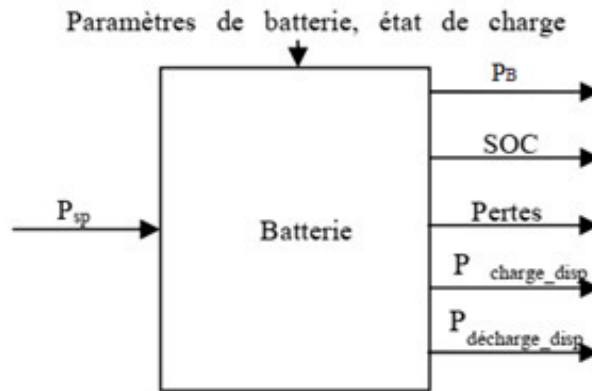 Paramètres de batterie, état de charge
PB
SOC
Psp
Pertes
Batterie
P charge_disp
P décharge_disp